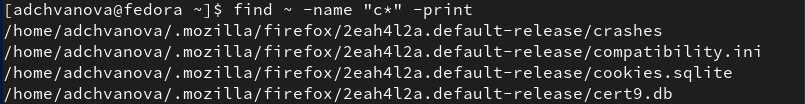 [adchvanova@fedora ~]$ find ~ -name "c*" -print
/home/adchvanova/.mozilla/firefox/2eah4l2a.default-release/crashes
/home/adchvanova/.mozilla/firefox/2eah4l2a.default-release/compatibility.ini
/home/adchvanova/.mozilla/firefox/2eah4l2a.default-release/cookies.sqlite
/home/adchvanova/.mozilla/firefox/2eah4l2a.default-release/cert9.db